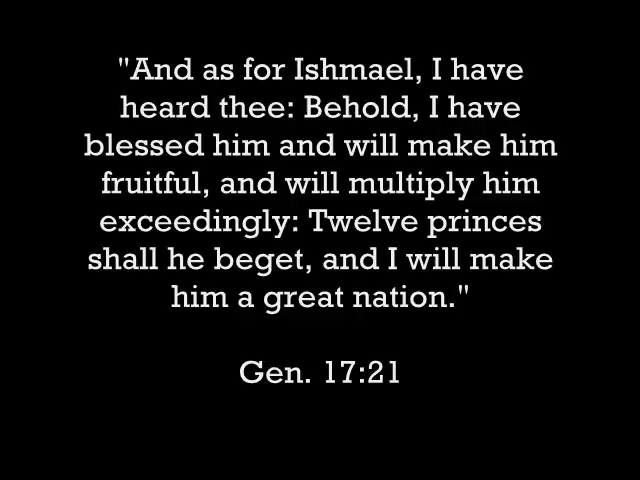 "And as for Ishmael, I have
heard thee: Behold, I have
blessed him and will make him
fruitful, and will multiply him
exceedingly: Twelve princes
shall he beget, and I will make
him a great nation."
Gen. 17:21